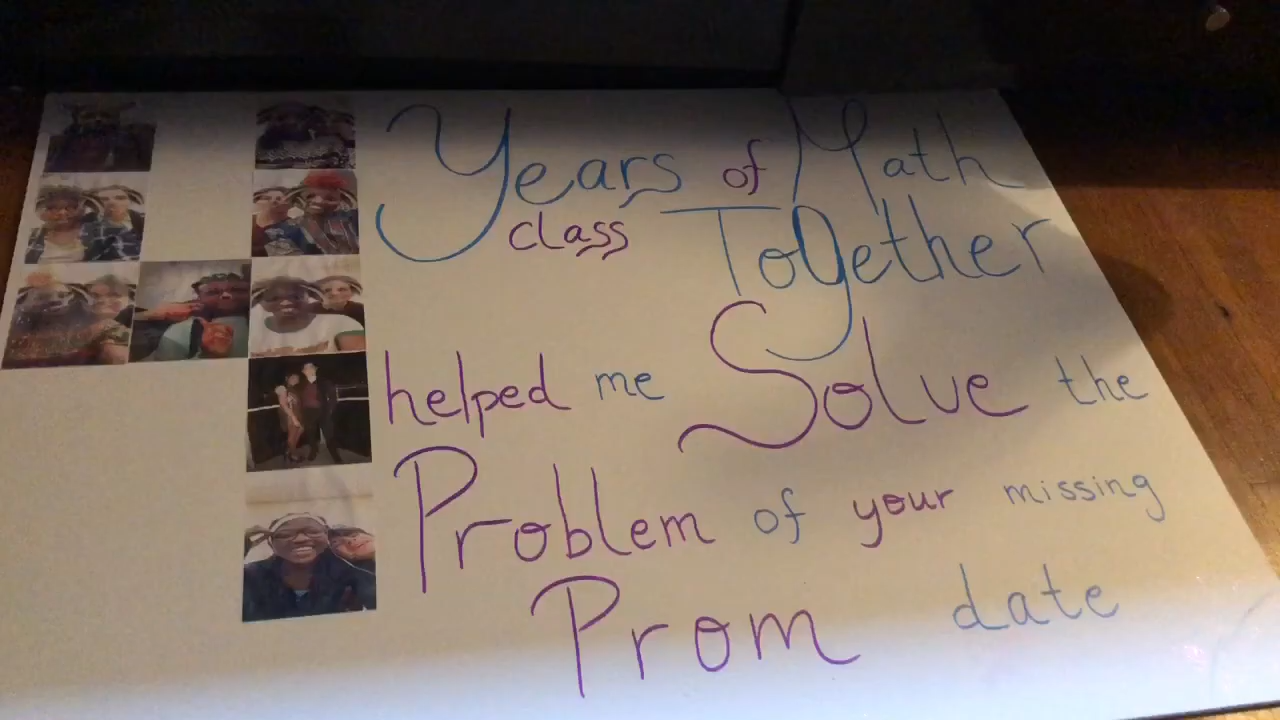 Years of Math
class Together
helped me Solve the
Problem of your missing
Prom date